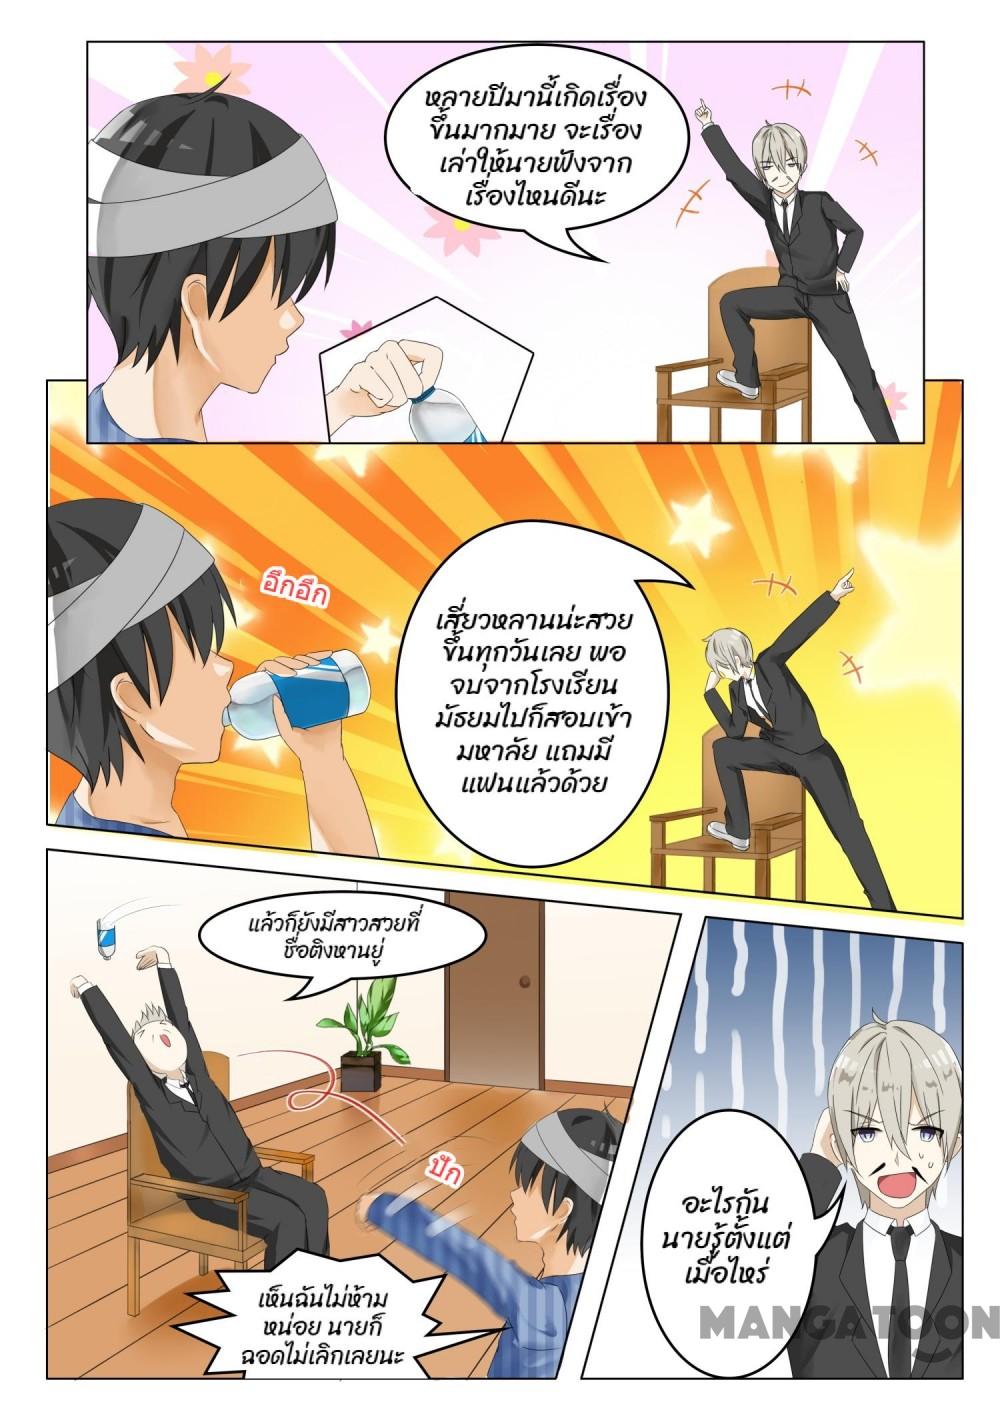 หลายปีมานี้เกิดเรื่อง
ขึ้นมากมาย จะเรื่อง
เล่าให้นายฟังจาก
เรื่องไหนดีนะ
อึกอึก
เสี่ยวหลานน่ะสวย
ขึ้นทุกวันเลย พอ
จบจากโรงเรียน
มัธยมไปก็สอบเข้า
มหาลัย แถมมี
แฟนแล้วด้วย
แล้วก็ยังมีสาวสวยที่
ชื่อติงหานยู่
ปัก
เห็นฉันไม่ห้าม
หน่อย นายก็
ฉอดไม่เลิกเลยนะ
อะไรกัน
นายรู้ตั้งแต่
เมื่อไหร่
MANGATOON